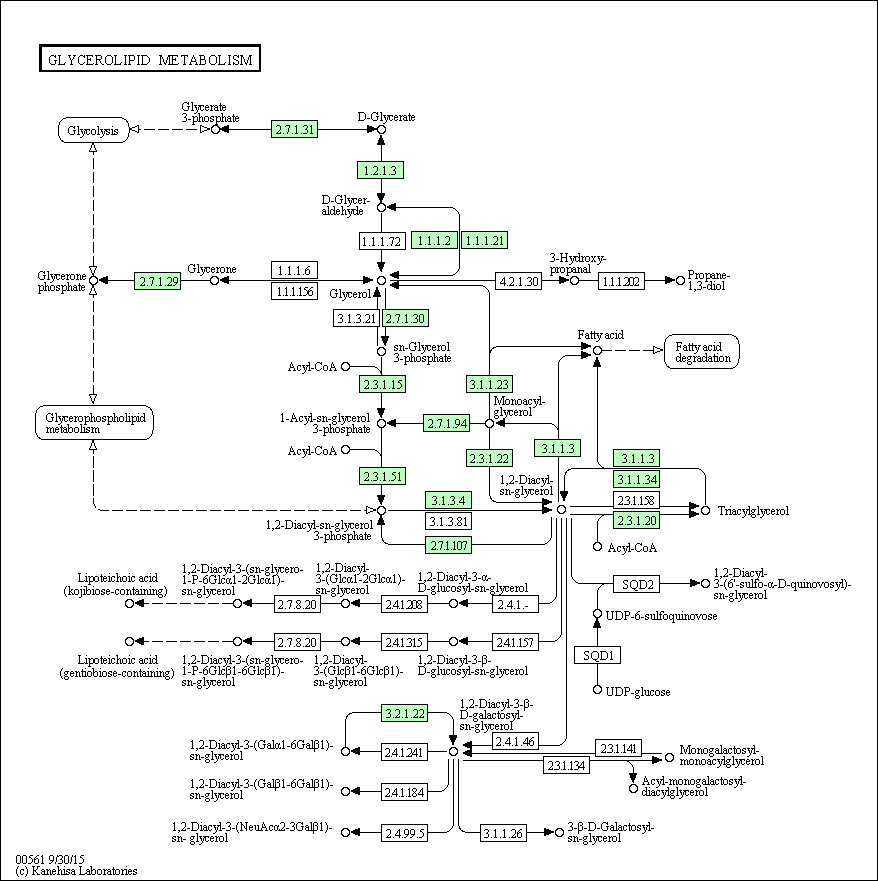 GLYCEROLIPID METABOLISM
Glycolysis
Glycerate
3-phosphate
2.7.1.31
D-Glycerate
1.2.1.3
D-Glycer-
aldehyde
1.1.1.72
1.1.1.2
1.1.1.21
Glycerone
phosphate
2.7.1.29
Glycerone
1.1.1.6
1.1.1.156
Glycerol
4.2.1.30
3-Hydroxy-
propanal
1.1.1.202
Propane-
1,3-diol
3.1.3.21
2.7.1.30
sn-Glycerol
3-phosphate
Fatty acid
Fatty acid
degradation
Acyl-CoA
2.3.1.15
3.1.1.23
Glycerophospholipid
metabolism
1-Acyl-sn-glycerol
3-phosphate
2.7.1.94
Monoacyl-
glycerol
Acyl-CoA
2.3.1.22
3.1.1.3
3.1.1.3
2.3.1.51
3.1.1.34
1,2-Diacyl-
sn-glycerol
3.1.3.4
2.3.1.158
1,2-Diacyl-sn-glycerol
3-phosphate
3.1.3.81
2.3.1.20
Triacylglycerol
2.7.1.107
Acyl-CoA
Lipoteichoic acid
(kojibiose-containing)
1,2-Diacyl-3-(sn-glycero-
1-P-6Glcα1-2Glcα1)-
sn-glycerol
2.7.8.20
1,2-Diacyl-
3-(Glcα1-2Glcα1)-
sn-glycerol
2.4.1.208
1,2-Diacyl-3-α-
D-glucosyl-sn-glycerol
2.4.1.-
SQD2
1,2-Diacyl-
3-(6'-sulfo-α-D-quinovosyl)-
sn-glycerol
UDP-6-sulfoquinovose
2.7.8.20
2.4.1.315
2.4.1.157
Lipoteichoic acid
(gentiobiose-containing)
1,2-Diacyl-3-(sn-glycero-
1-P-6Glcβ1-6Glcβ1)-
sn-glycerol
1,2-Diacyl-
3-(Glcβ1-6Glcβ1)-
sn-glycerol
1,2-Diacyl-3-β-
D-glucosyl-sn-glycerol
SQD1
UDP-glucose
3.2.1.22
1,2-Diacyl-3-β-
D-galactosyl-
sn-glycerol
2.4.1.46
1,2-Diacyl-3-(Galα1-6Galβ1)-
sn-glycerol
2.4.1.241
2.3.1.141
2.3.1.134
Monogalactosyl-
monoacylglycerol
1,2-Diacyl-3-(Galβ1-6Galβ1)-
sn-glycerol
2.4.1.184
Acyl-monogalactosyl-
diacylglycerol
1,2-Diacyl-3-(NeuAcα2-3Galβ1)-
sn- glycerol
2.4.99.5
3.1.1.26
3-β-D-Galactosyl-
sn-glycerol
00561 9/30/15
(c) Kanehisa Laboratories